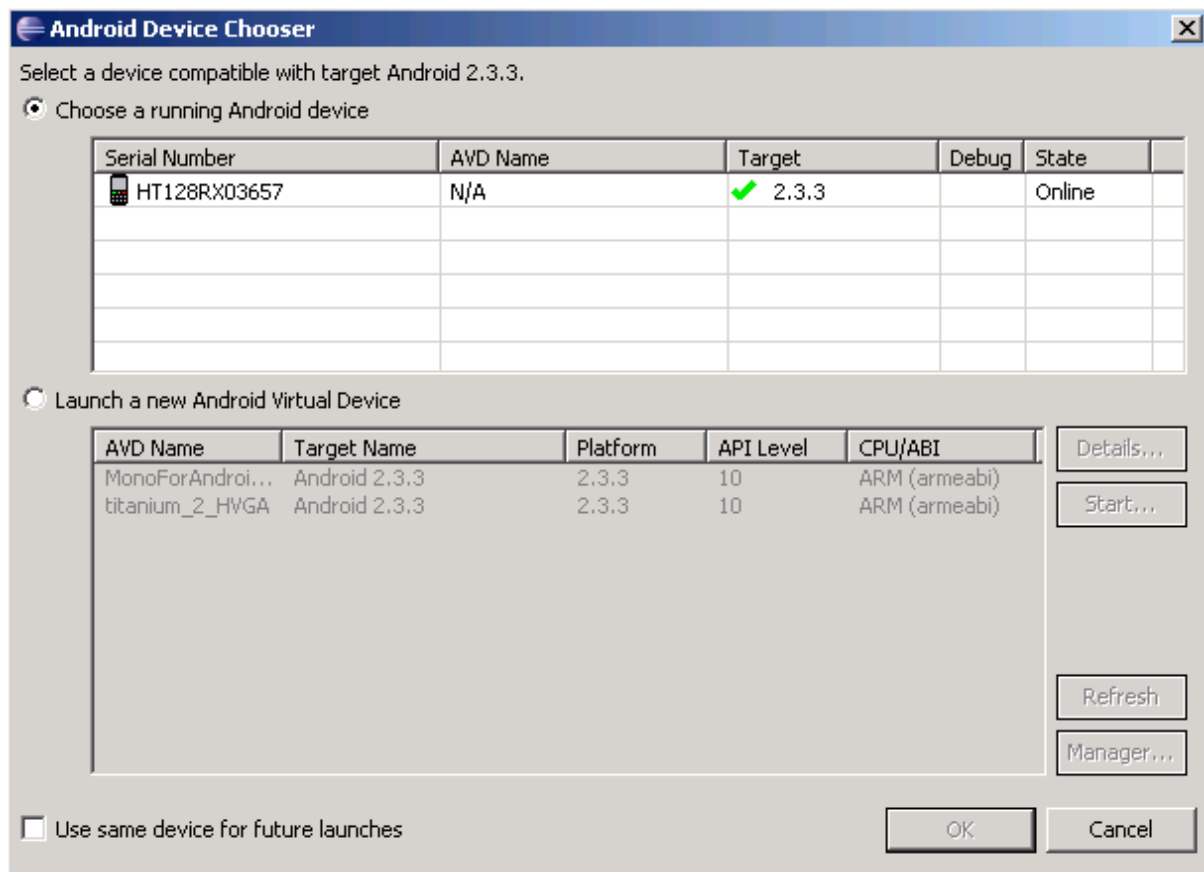 Android Device Chooser
Select a device compatible with target Android 2.3.3.
Choose a running Android device
Serial Number AVD Name Target Debug State
HT128RX03657 N/A 2.3.3 Online
Launch a new Android Virtual Device
AVD Name Target Name Platform API Level CPU/ABI
MonoForAndroi... Android 2.3.3 2.3.3 10 ARM (armeabi)
titanium_2_HVGA Android 2.3.3 2.3.3 10 ARM (armeabi)
Details...
Start...
Refresh
Manager...
Use same device for future launches
OK Cancel